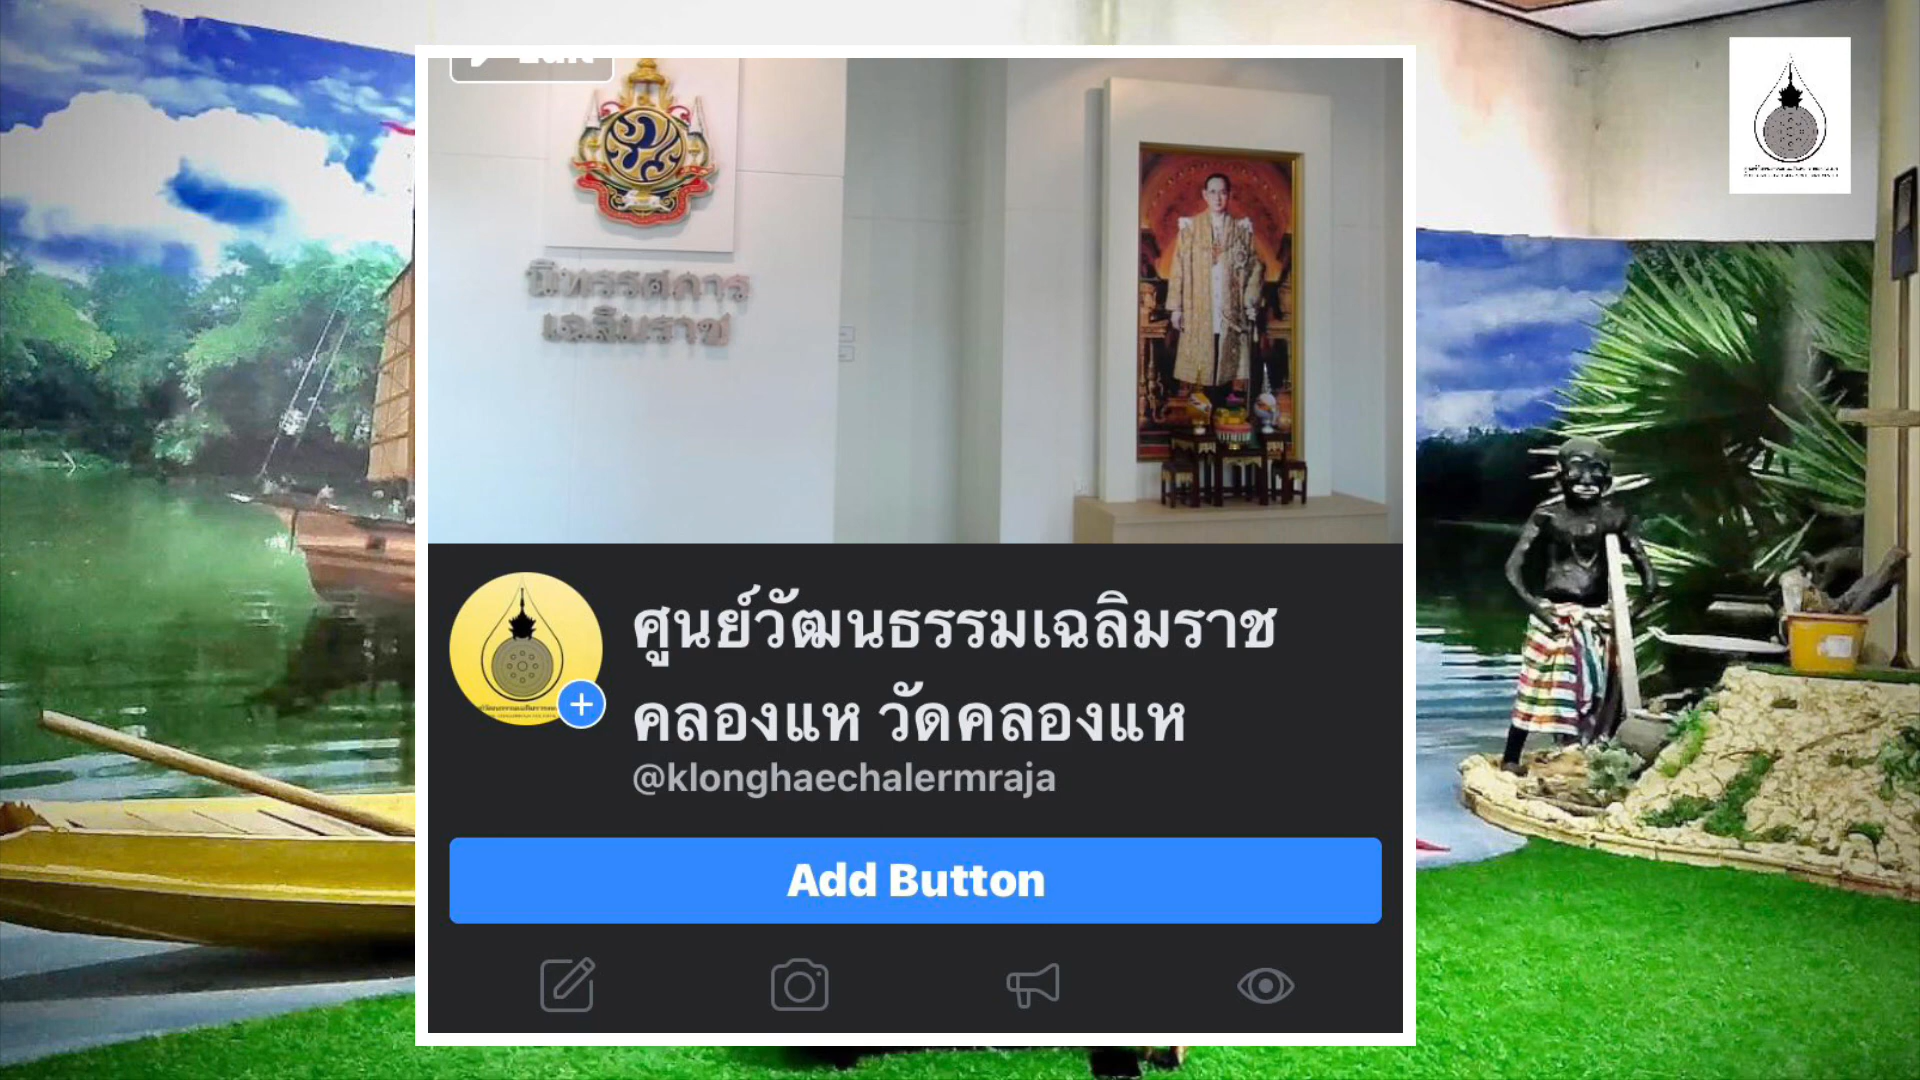 Edit
นิทรรศการ
เฉลิมราช
ศูนย์วัฒนธรรมเฉลิมราช
คลองแห วัดคลองแห
@klonghaechalermraja
Add Button